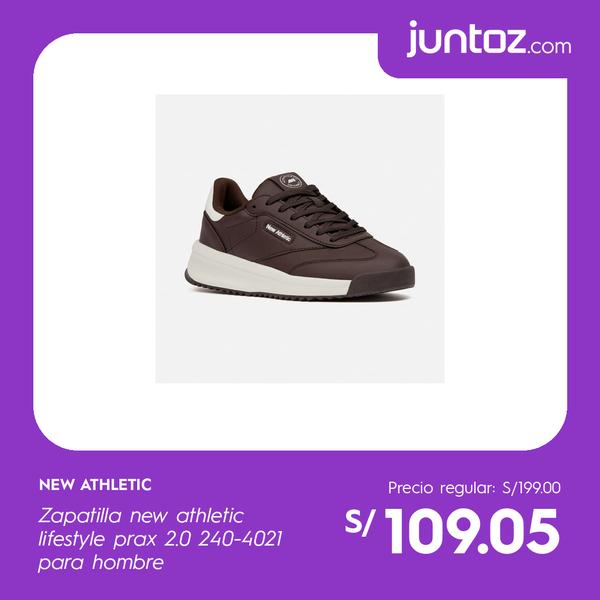 juntoz.com
New Athletic
NEW ATHLETIC
Zapatilla new athletic
lifestyle prax 2.0 240-4021
para hombre
Precio regular: S/199.00
S/ 109.05